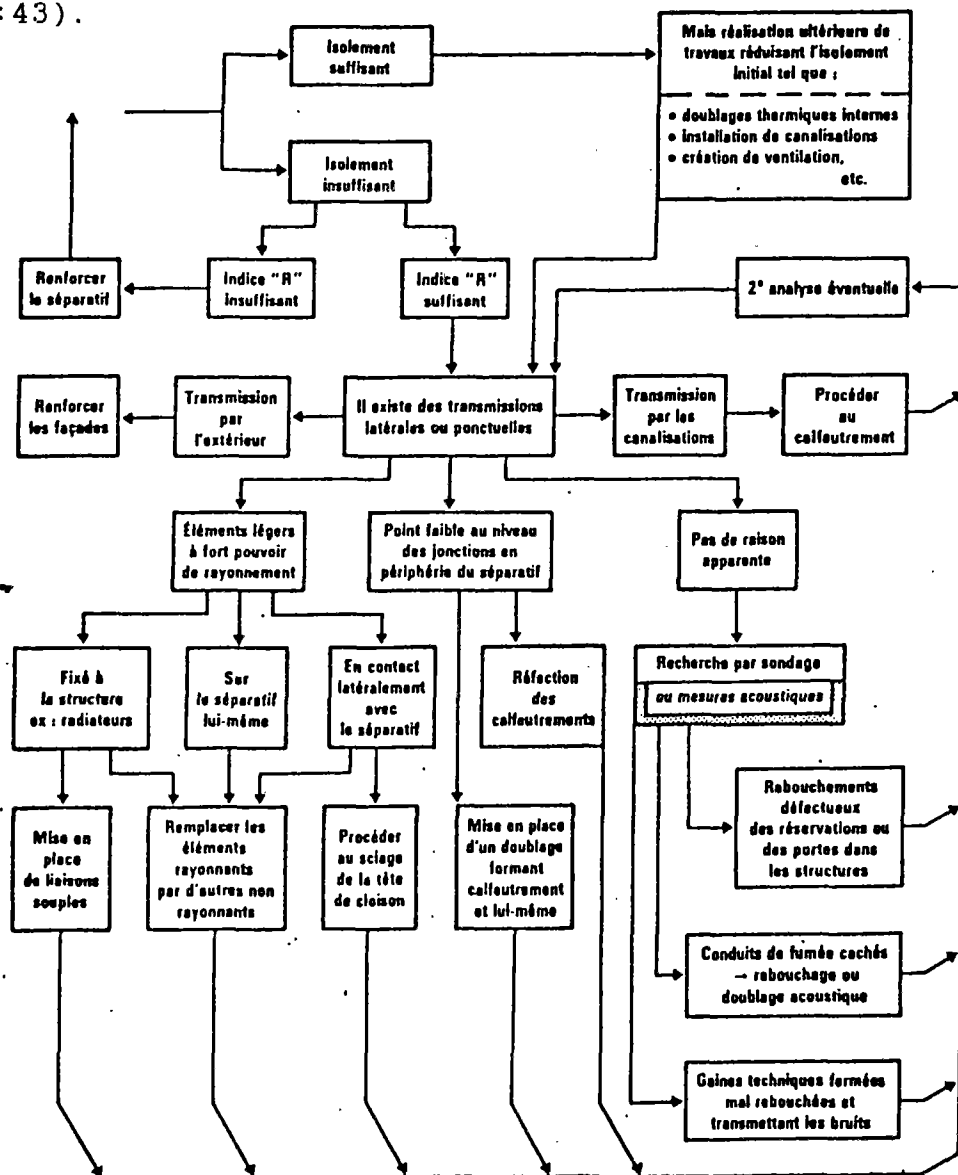 :43).
Isolement
suffisant
Mais réalisation ultérieure de
travaux réduisant l'isolement
initial tel que :
• doublages thermiques internes
• installation de canalisations
• création de ventilation,
etc.
Isolement
insuffisant
Renforcer
le séparatif
Indice "R"
insuffisant
Indice "R"
suffisant
2° analyse éventuelle
Renforcer
les façades
Transmission
par
l'extérieur
Il existe des transmissions
latérales ou ponctuelles
Transmission
par les
canalisations
Procéder
au
calfeutrement
Éléments légers
à fort pouvoir
de rayonnement
Point faible au niveau
des jonctions en
périphérie du séparatif
Pas de raison
apparente
Fixé à
la structure
ex : radiateurs
Sur
le séparatif
lui-même
En contact
latéralement
avec
le séparatif
Réfaction
des
calfeutrements
Recherche par sondage
ou mesures acoustiques
Mise en
place
de liaisons
souples
Remplacer les
éléments
rayonnants
par d'autres non
rayonnants
Procéder
au sciage
de la tête
de cloison
Mise en place
d'un doublage
formant
calfeutrement
et lui-même
Rabouchements
défectueux
des réservations ou
des portes dans
les structures
Conduits de fumée cachés
→ rebouchage ou
doublage acoustique
Gaines techniques fermées
mal rebouchées et
transmettant les bruits